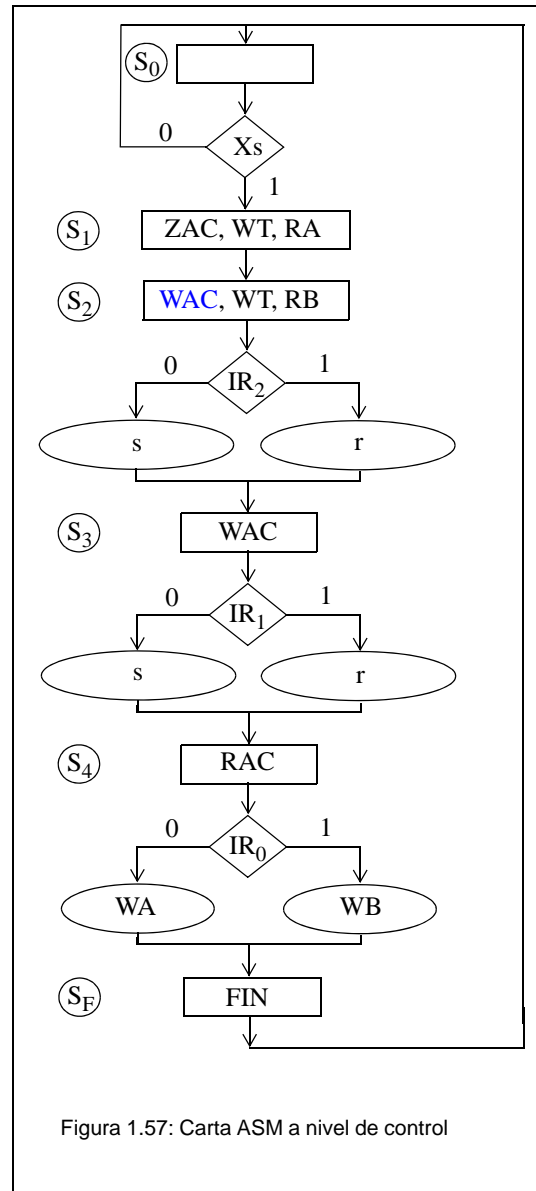 S0
0
Xs
1
S1
ZAC, WT, RA
S2
WAC, WT, RB
0
IR2
1
s
r
S3
WAC
0
IR1
1
s
r
S4
RAC
0
IR0
1
WA
WB
SF
FIN
Figura 1.57: Carta ASM a nivel de control